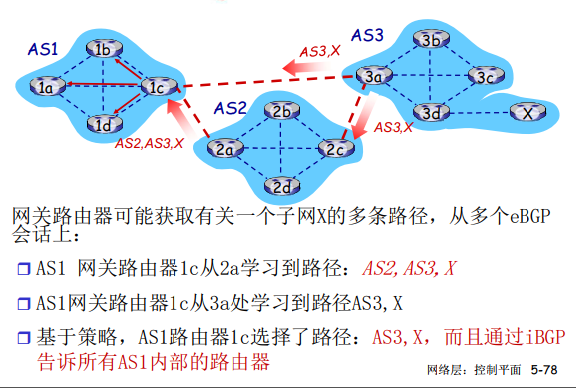 AS1
1b
1a
1c
1d
AS2,AS3,X
AS2
2b
2a
2c
2d
AS3,X
AS3
3b
3a
3c
3d
X
AS3,X
网关路由器可能获取有关一个子网X的多条路径，从多个eBGP
会话上：
AS1 网关路由器1c从2a学习到路径：AS2,AS3,X
AS1网关路由器1c从3a处学习到路径AS3,X
基于策略，AS1路由器1c选择了路径：AS3,X，而且通过iBGP
告诉所有AS1内部的路由器
网络层：控制平面 5-78